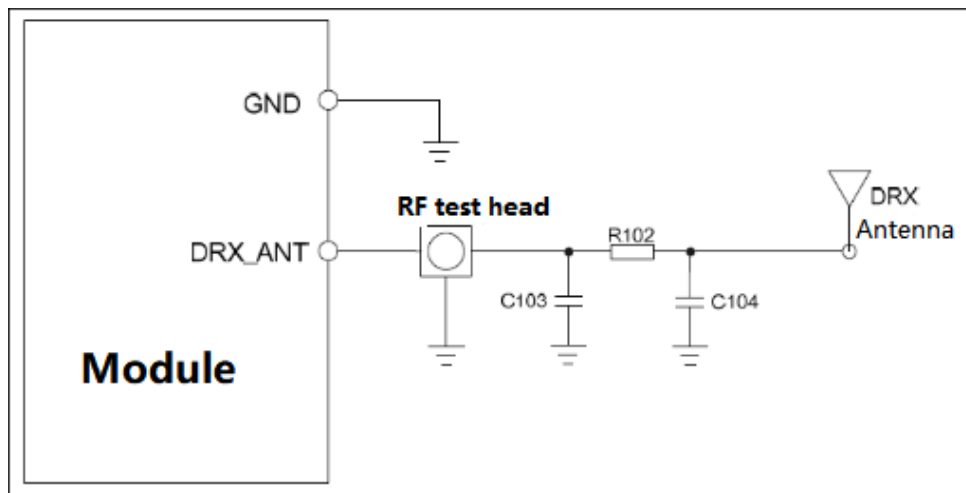 GND
RF test head
DRX
Antenna
R102
DRX_ANT
C103
C104
Module